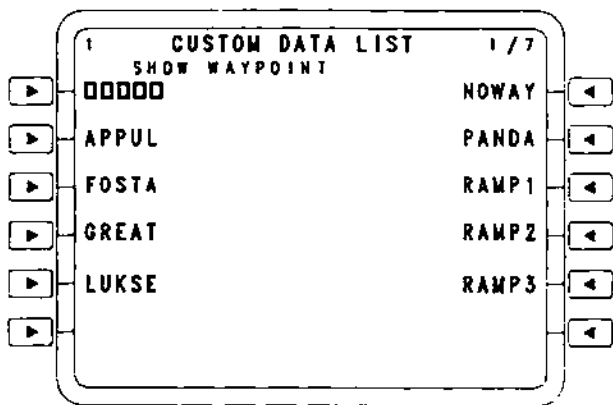 1 CUSTOM DATA LIST 1/7
SHOW WAYPOINT
▯▯▯▯▯ NOWAY
APPUL PANDA
FOSTA RAMP1
GREAT RAMP2
LUKSE RAMP3